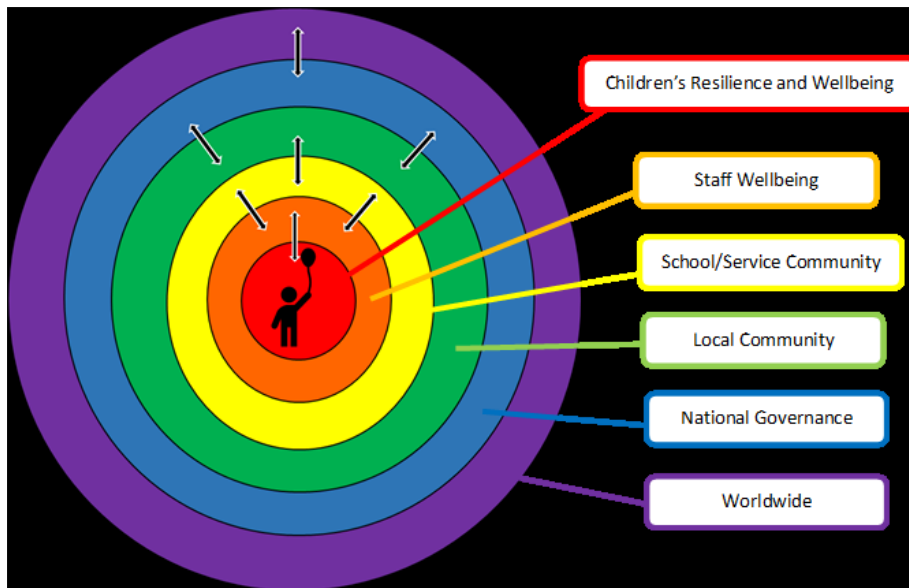 Children’s Resilience and Wellbeing
Staff Wellbeing
School/Service Community
Local Community
National Governance
Worldwide